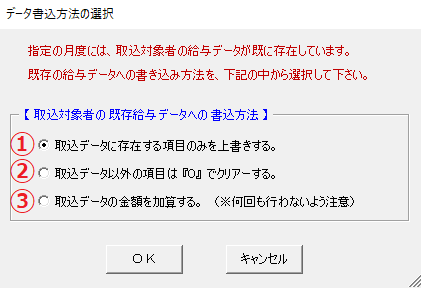 データ書込方法の選択
指定の月度には、取込対象者の給与データが既に存在しています。
既存の給与データへの書き込み方法を、下記の中から選択して下さい。
【 取込対象者の既存給与データへの書込方法 】
① 取込データに存在する項目のみを上書きする。
② 取込データ以外の項目は『0』でクリアーする。
③ 取込データの金額を加算する。（※何回も行わないよう注意）
ＯＫ キャンセル